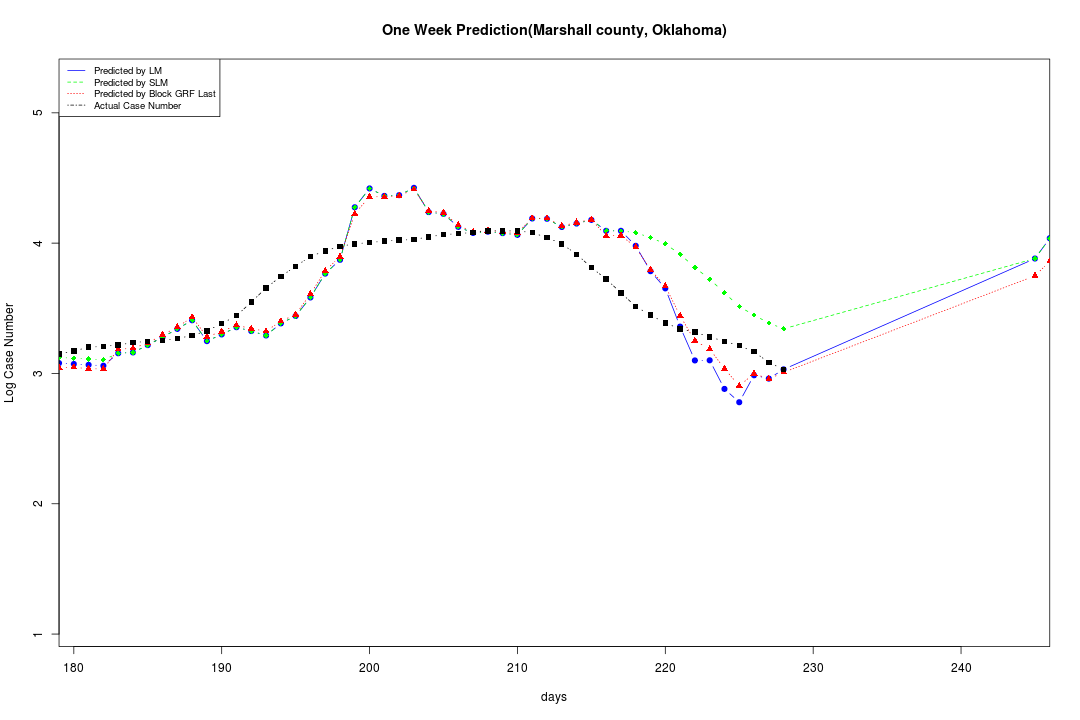 One Week Prediction(Marshall county, Oklahoma)
Predicted by LM
Predicted by SLM
Predicted by Block GRF Last
Actual Case Number
5
4
3
2
1
Log Case Number
180 190 200 210 220 230 240
days